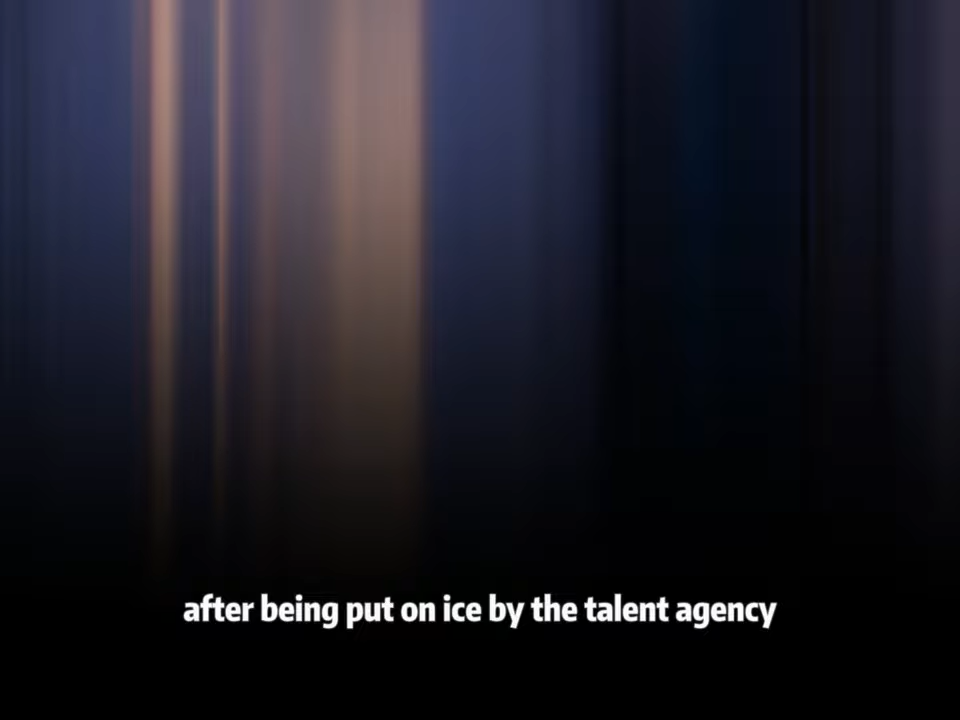 after being put on ice by the talent agency